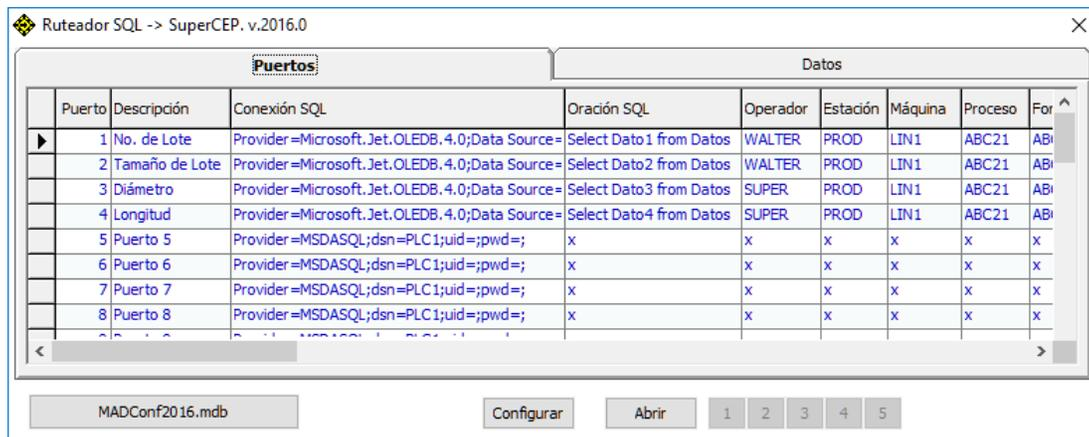 Ruteador SQL -> SuperCEP. v.2016.0
Puertos Datos
Puerto Descripción Conexión SQL Oración SQL Operador Estación Máquina Proceso For
1 No. de Lote Provider=Microsoft.Jet.OLEDB.4.0;Data Source= Select Dato1 from Datos WALTER PROD LIN1 ABC21 AB
2 Tamaño de Lote Provider=Microsoft.Jet.OLEDB.4.0;Data Source= Select Dato2 from Datos WALTER PROD LIN1 ABC21 AB
3 Diámetro Provider=Microsoft.Jet.OLEDB.4.0;Data Source= Select Dato3 from Datos SUPER PROD LIN1 ABC21 AB
4 Longitud Provider=Microsoft.Jet.OLEDB.4.0;Data Source= Select Dato4 from Datos SUPER PROD LIN1 ABC21 AB
5 Puerto 5 Provider=MSDASQL;dsn=PLC1;uid=;pwd=; x x x x x x
6 Puerto 6 Provider=MSDASQL;dsn=PLC1;uid=;pwd=; x x x x x x
7 Puerto 7 Provider=MSDASQL;dsn=PLC1;uid=;pwd=; x x x x x x
8 Puerto 8 Provider=MSDASQL;dsn=PLC1;uid=;pwd=; x x x x x x
MADConf2016.mdb Configurar Abrir 1 2 3 4 5